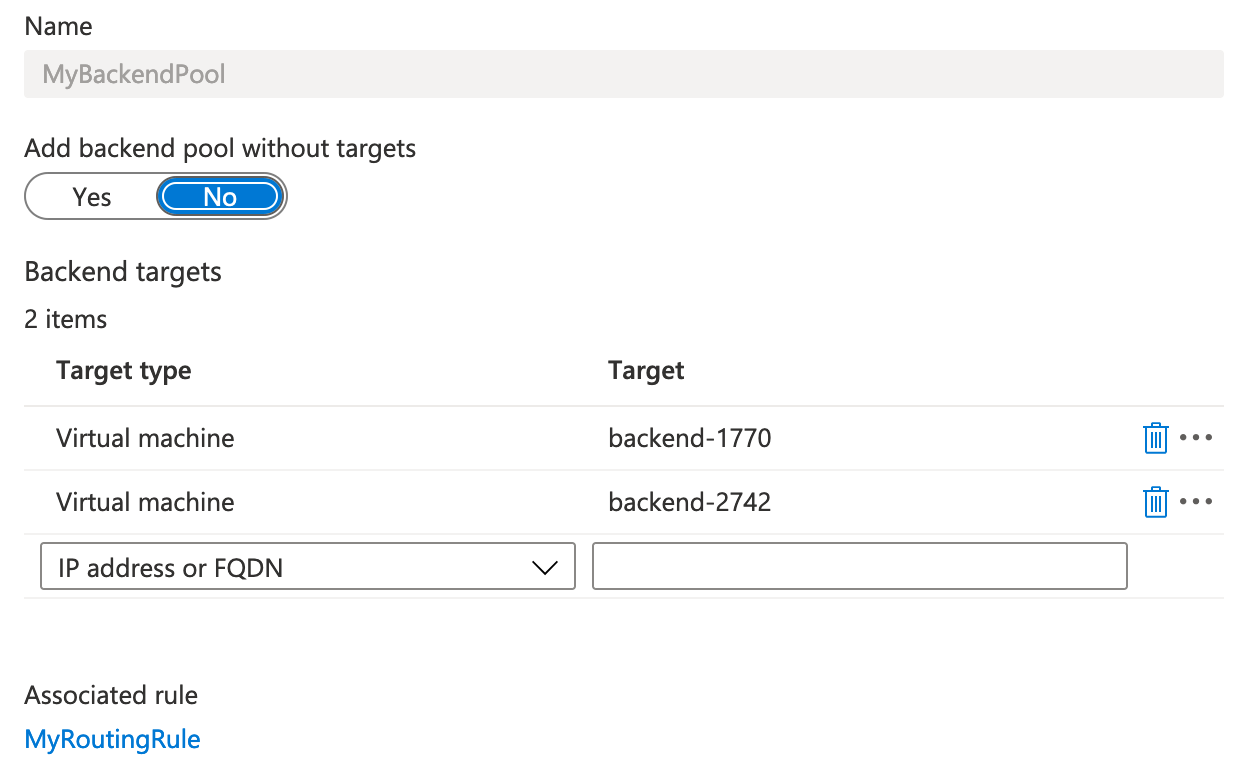 Name
MyBackendPool
Add backend pool without targets
Yes No
Backend targets
2 items
Target type Target
Virtual machine backend-1770
Virtual machine backend-2742
IP address or FQDN
Associated rule
MyRoutingRule